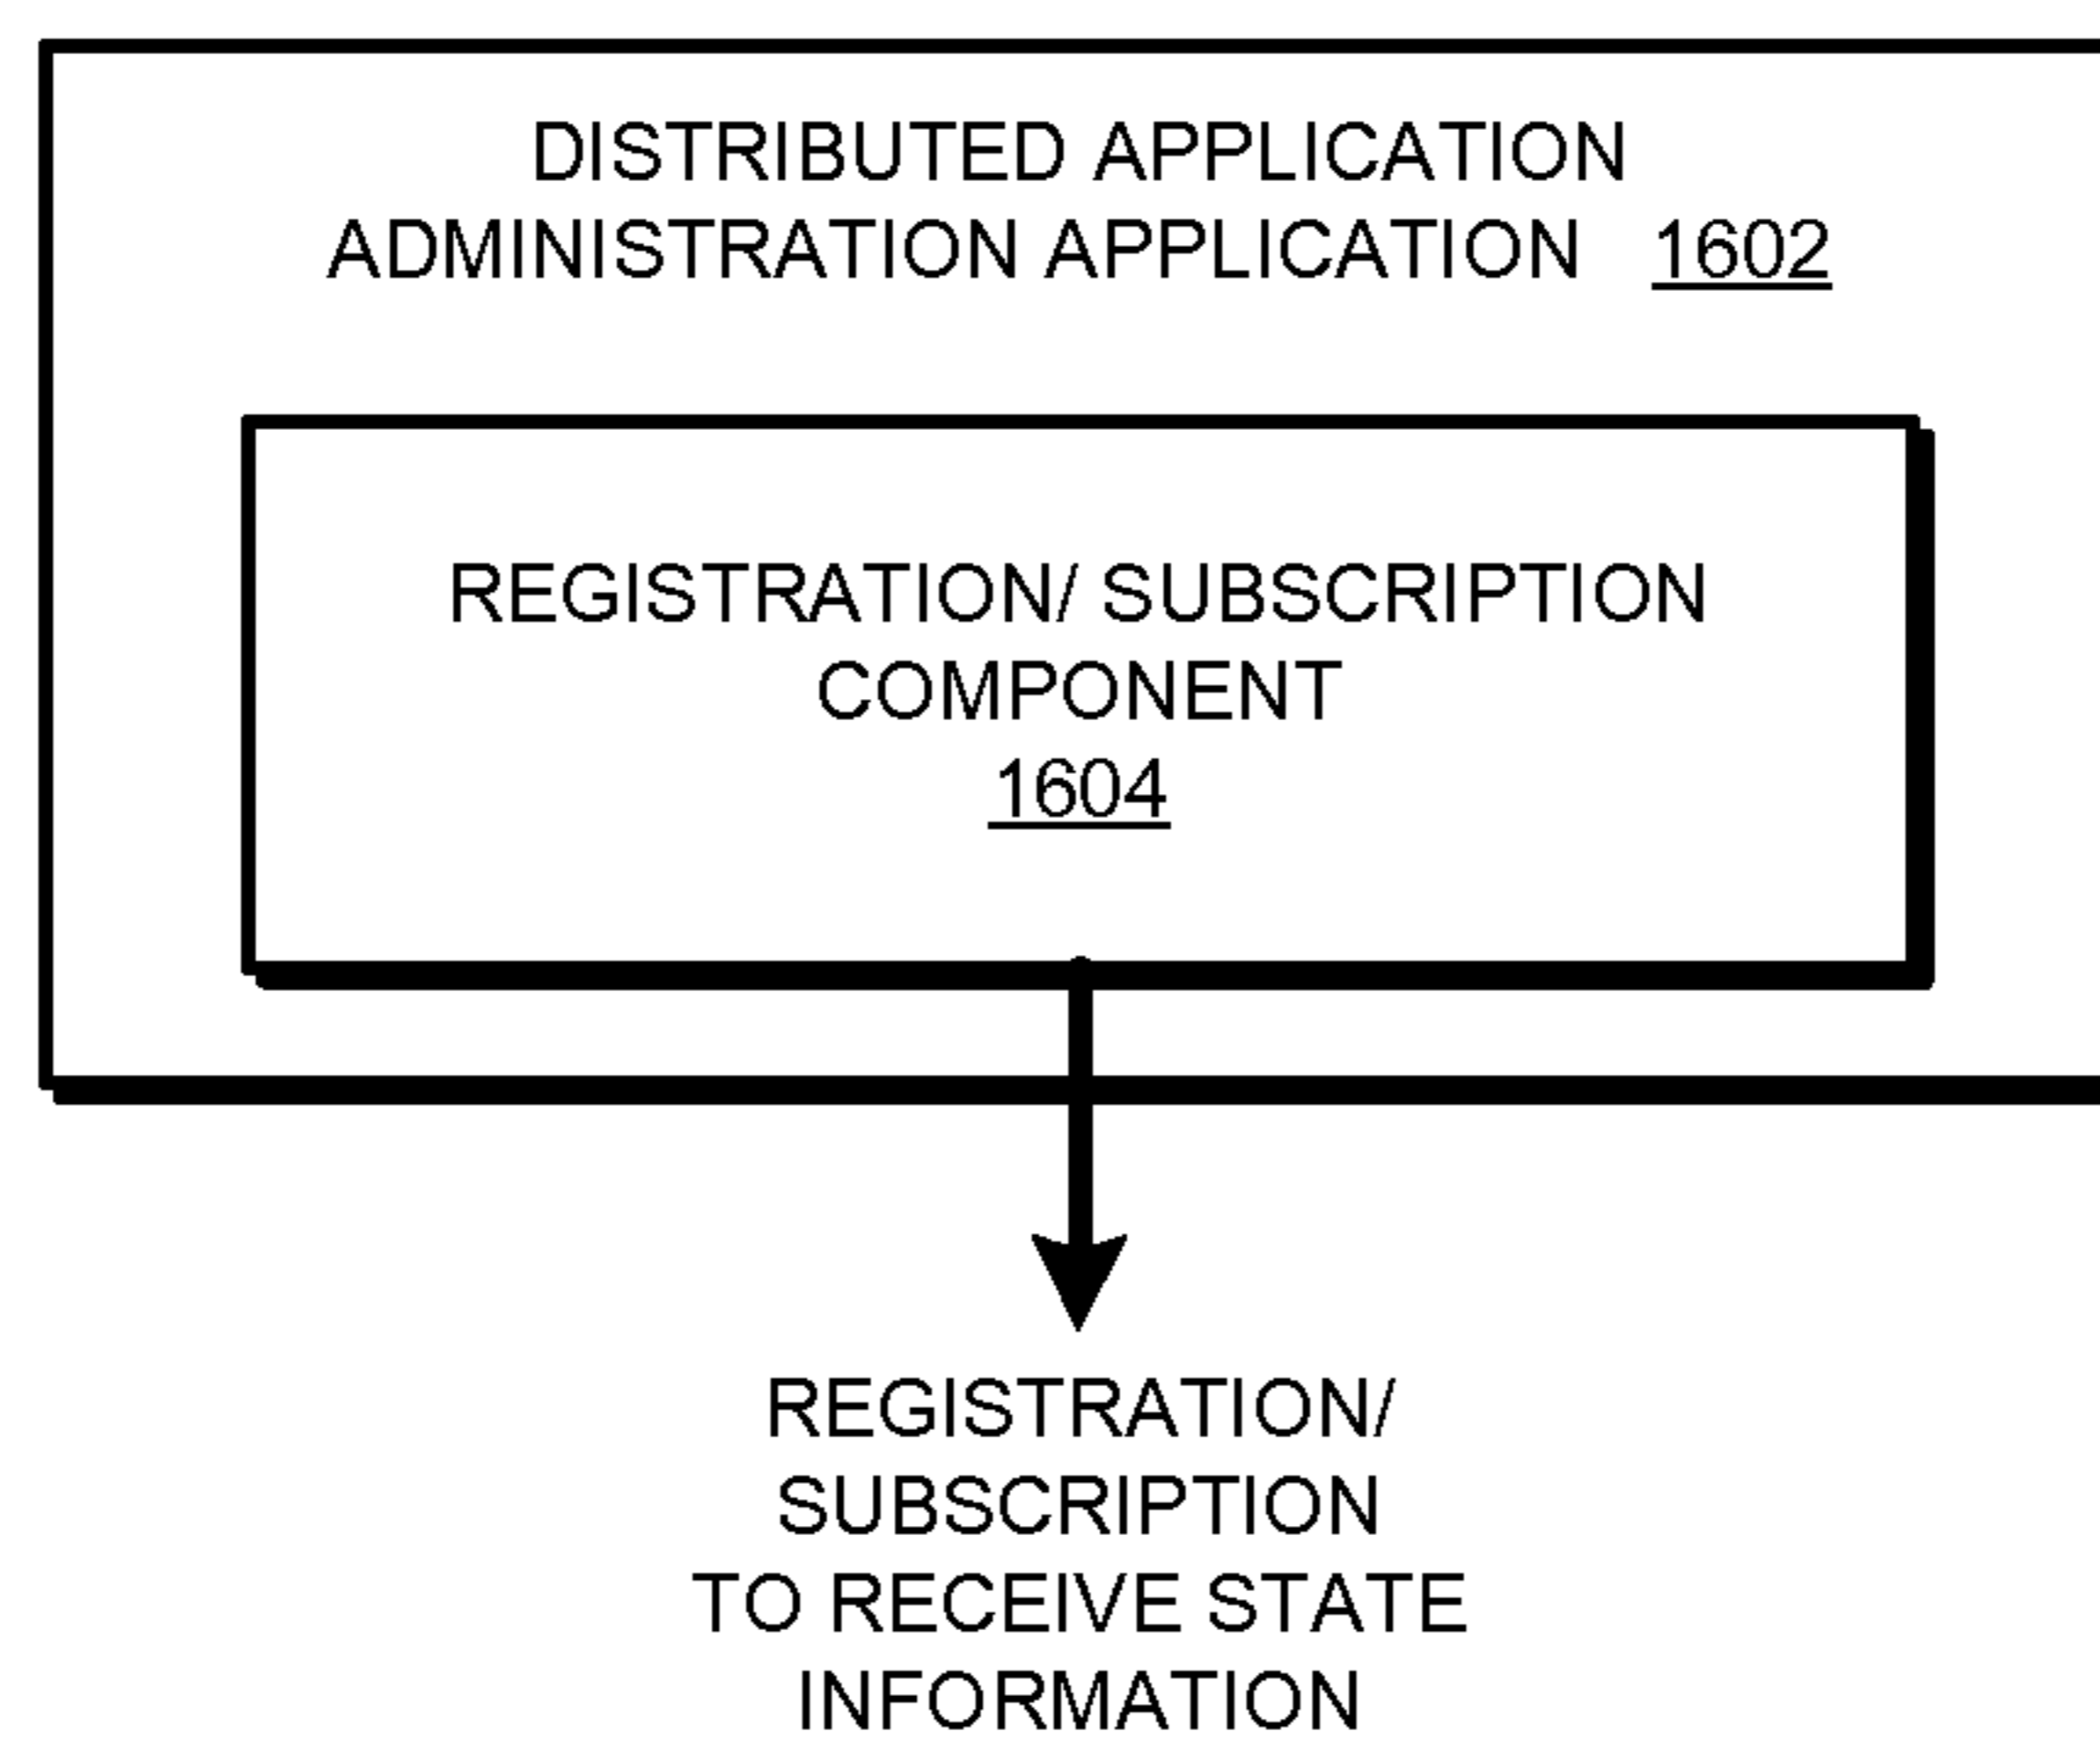 DISTRIBUTED APPLICATION
ADMINISTRATION APPLICATION 1602
REGISTRATION/ SUBSCRIPTION
COMPONENT
1604
REGISTRATION/
SUBSCRIPTION
TO RECEIVE STATE
INFORMATION